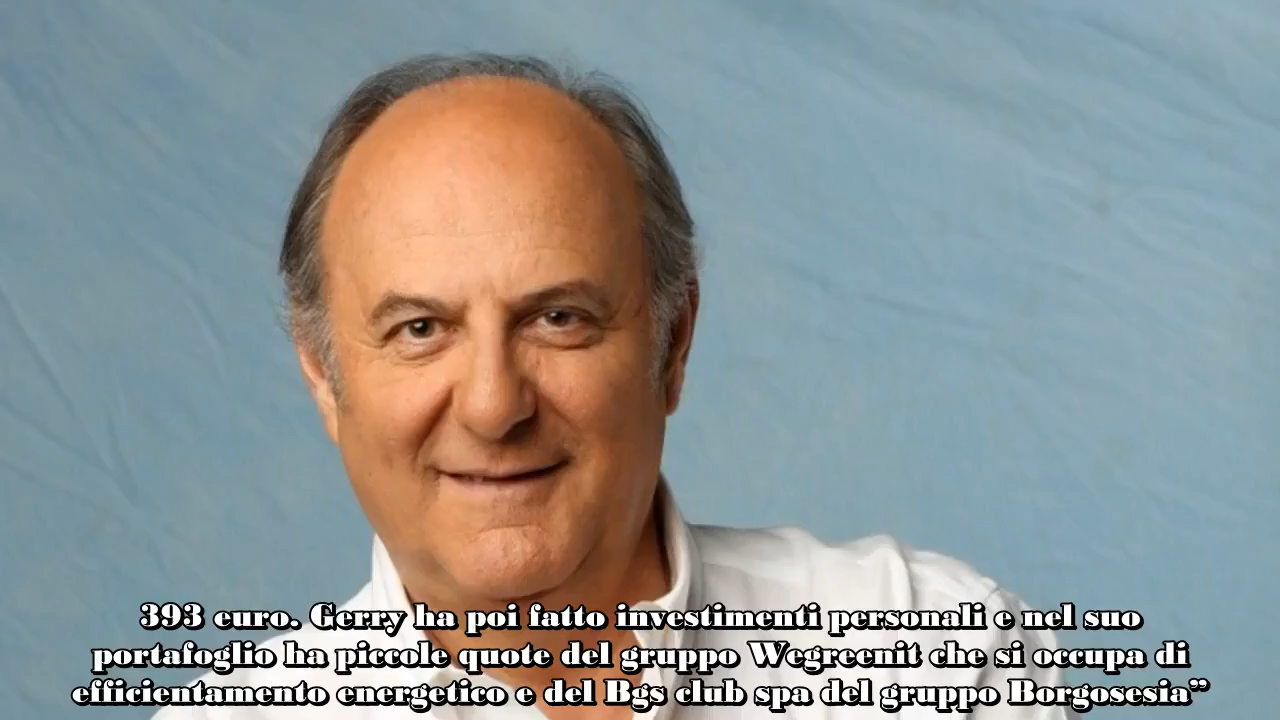 393 euro. Gerry ha poi fatto investimenti personali e nel suo
portafoglio ha piccole quote del gruppo Wegreenit che si occupa di
efficientamento energetico e del Bgs club spa del gruppo Borgosesia”